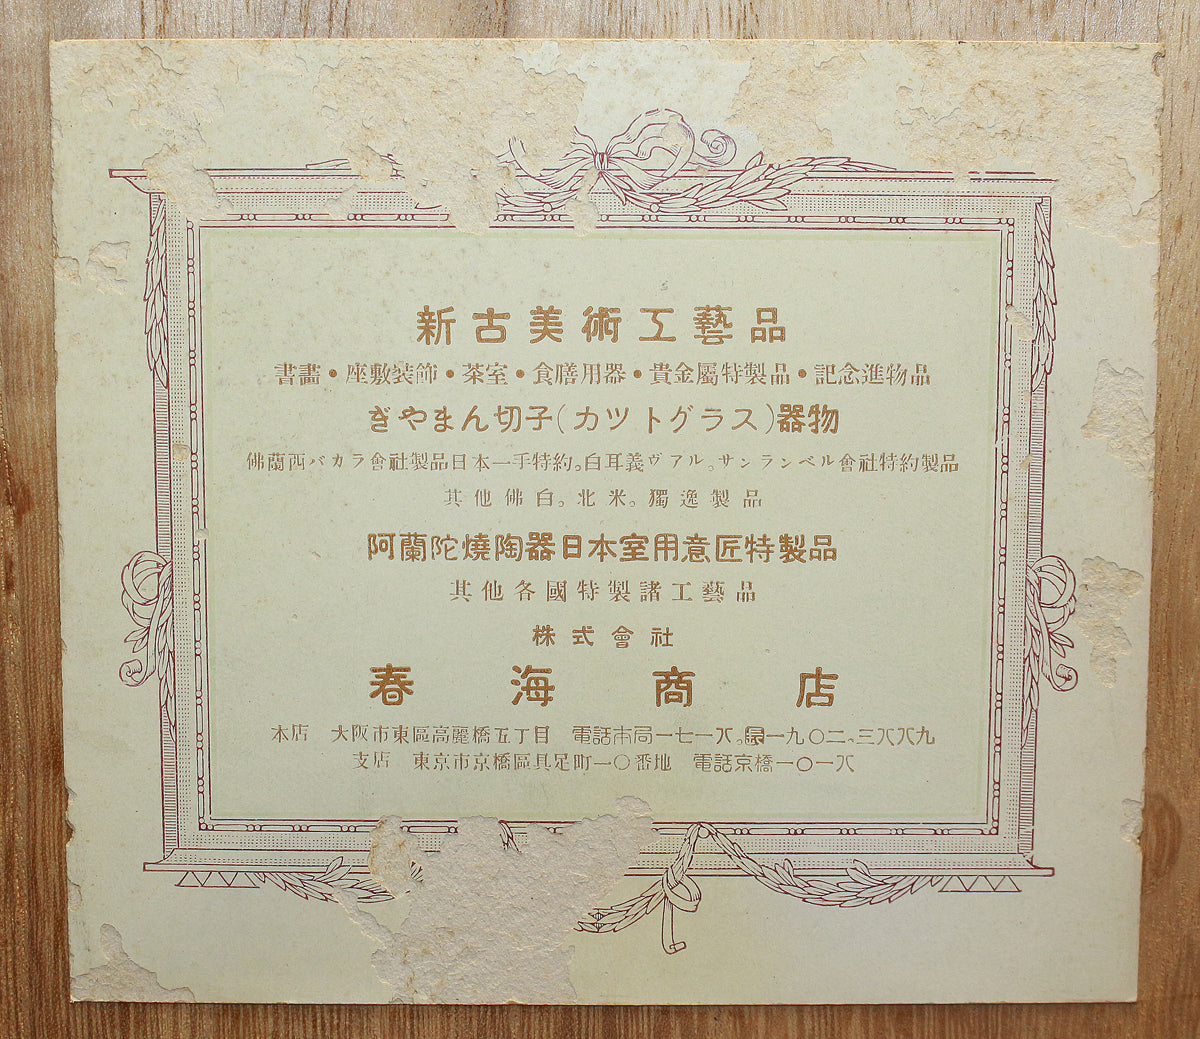 新古美術工藝品
書畵・座敷装飾・茶室・食膳用器・貴金屬特製品・記念進物品
ぎやまん切子(カツトグラス)器物
佛蘭西バカラ會社製品日本一手特約。白耳義ヴアル。サンランベル會社特約製品
其他佛白。北米。獨逸製品
阿蘭陀燒陶器日本室用意匠特製品
其他各國特製諸工藝品
株式會社
春海商店
本店 大阪市東區高麗橋五丁目 電話本局一七一八。長一九〇二、三八八九
支店 東京市京橋區具足町一〇番地 電話京橋一〇一八